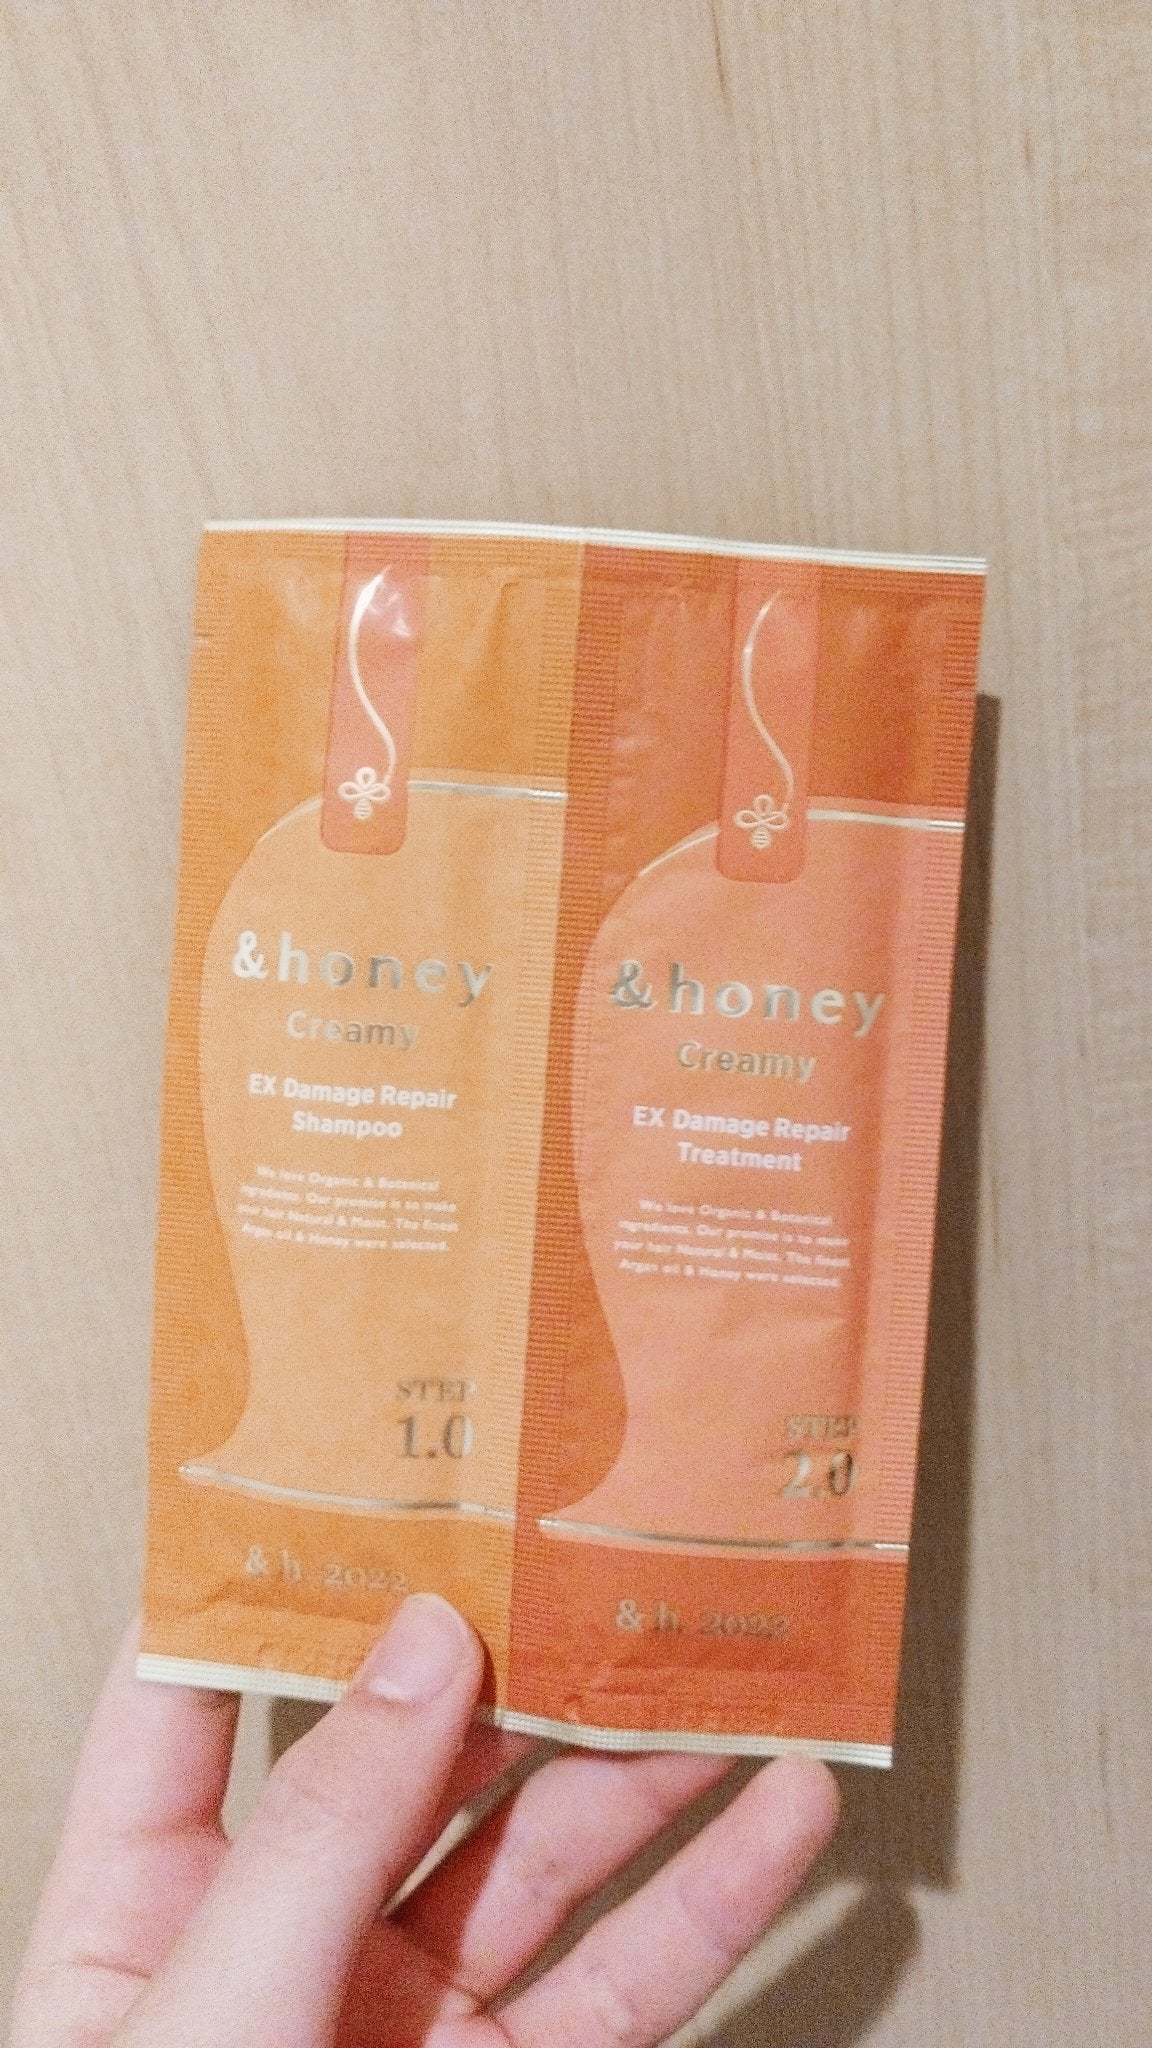 &honey
Creamy
EX Damage Repair
Shampoo
We love Organic & Botanical
ingredients. Our promise is to make
your hair Natural & Moist. The finest
Argan oil & Honey were selected.
STEP
1.0
& h 2022
&honey
Creamy
EX Damage Repair
Treatment
We love Organic & Botanical
ingredients. Our promise is to make
your hair Natural & Moist. The finest
Argan oil & Honey were selected.
STEP
2.0
& h 2022